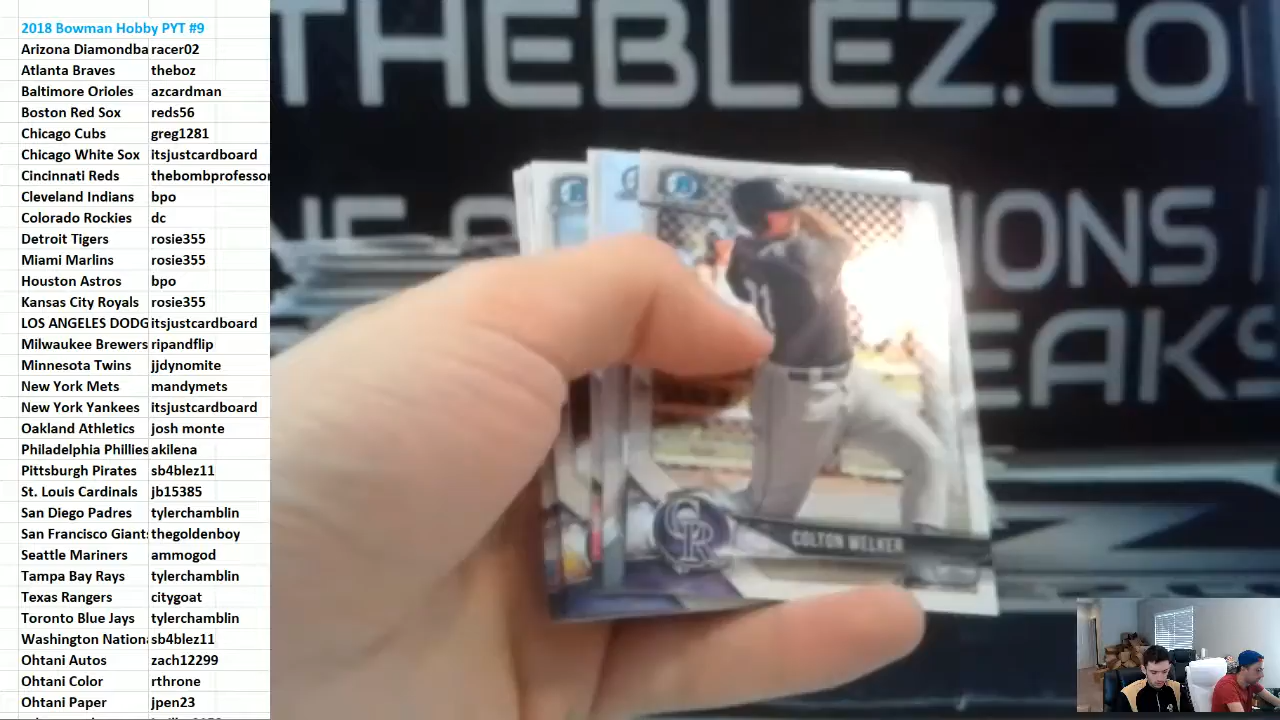 2018 Bowman Hobby PYT #9
Arizona Diamondba racer02
Atlanta Braves theboz
Baltimore Orioles azcardman
Boston Red Sox reds56
Chicago Cubs greg1281
Chicago White Sox itsjustcardboard
Cincinnati Reds thebombprofessor
Cleveland Indians bpo
Colorado Rockies dc
Detroit Tigers rosie355
Miami Marlins rosie355
Houston Astros bpo
Kansas City Royals rosie355
LOS ANGELES DODG itsjustcardboard
Milwaukee Brewers ripandflip
Minnesota Twins jjdynomite
New York Mets mandymets
New York Yankees itsjustcardboard
Oakland Athletics josh monte
Philadelphia Phillies akilena
Pittsburgh Pirates sb4blez11
St. Louis Cardinals jb15385
San Diego Padres tylerchamblin
San Francisco Giants thegoldenboy
Seattle Mariners ammogod
Tampa Bay Rays tylerchamblin
Texas Rangers citygoat
Toronto Blue Jays tylerchamblin
Washington Nation sb4blez11
Ohtani Autos zach12299
Ohtani Color rthrone
Ohtani Paper jpen23
THEBLEZ.CO
IONS
EAKS
CR
COLTON WELKER